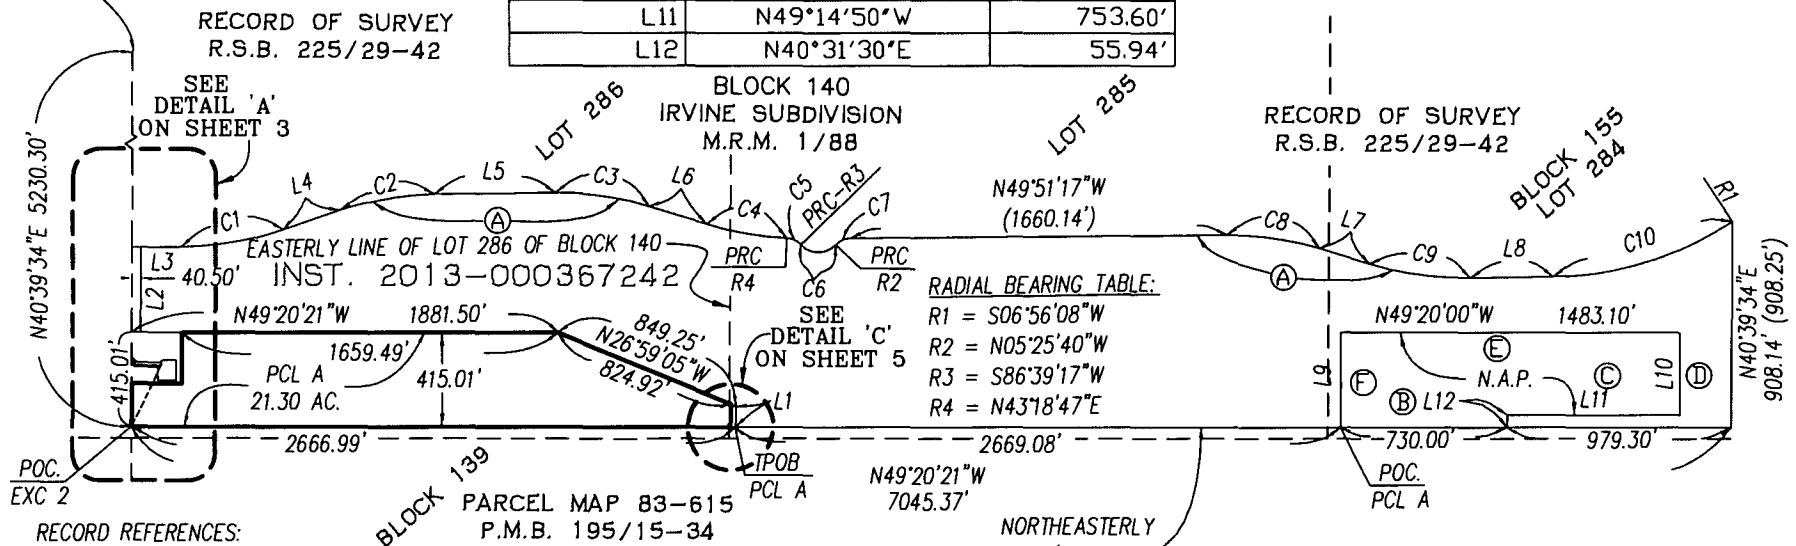 L11 N49°14'50"W 753.60'
L12 N40°31'30"E 55.94'
RECORD OF SURVEY
R.S.B. 225/29-42
SEE
DETAIL 'A'
ON SHEET 3
LOT 286
BLOCK 140
IRVINE SUBDIVISION
M.R.M. 1/88
LOT 285
RECORD OF SURVEY
R.S.B. 225/29-42
BLOCK 155
LOT 284
R1
N40°39'34"E 5230.30'
C1
L4
C2
L5
C3
L6
C4
C5
PRC-R3
C7
N49°51'17"W
(1660.14')
C8
L7
C9
L8
C10
A
A
EASTERLY LINE OF LOT 286 OF BLOCK 140
INST. 2013-000367242
L3
L2
40.50'
PRC
R4
C6
PRC
R2
RADIAL BEARING TABLE:
R1 = S06°56'08"W
R2 = N05°25'40"W
R3 = S86°39'17"W
R4 = N43°18'47"E
SEE
DETAIL 'C'
ON SHEET 5
N49°20'21"W 1881.50'
1659.49'
849.25'
N26°59'05"W
824.92'
415.01'
PCL A
21.30 AC.
415.01'
L1
N49°20'00"W 1483.10'
E
N.A.P.
C
L10
D
L9
F
B
L12
L11
N40°39'34"E
908.14' (908.25')
2666.99'
2669.08'
730.00'
979.30'
POC.
EXC 2
TPOB
PCL A
N49°20'21"W
7045.37'
POC.
PCL A
BLOCK 139
PARCEL MAP 83-615
P.M.B. 195/15-34
RECORD REFERENCES:
NORTHEASTERLY